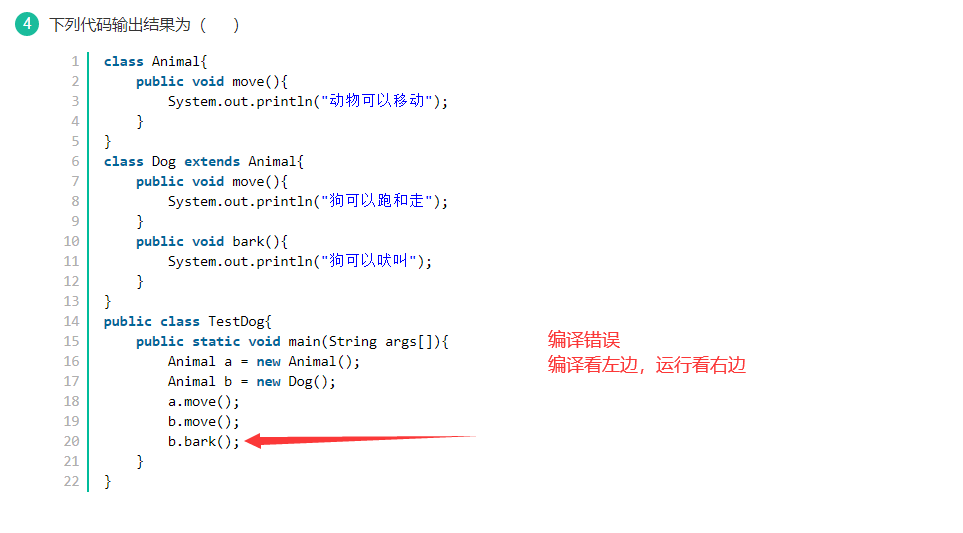 4 下列代码输出结果为（ ）
1 class Animal{
2 public void move(){
3 System.out.println("动物可以移动");
4 }
5 }
6 class Dog extends Animal{
7 public void move(){
8 System.out.println("狗可以跑和走");
9 }
10 public void bark(){
11 System.out.println("狗可以吠叫");
12 }
13 }
14 public class TestDog{
15 public static void main(String args[]){
16 Animal a = new Animal();
17 Animal b = new Dog();
18 a.move();
19 b.move();
20 b.bark();
21 }
22 }
编译错误
编译看左边，运行看右边